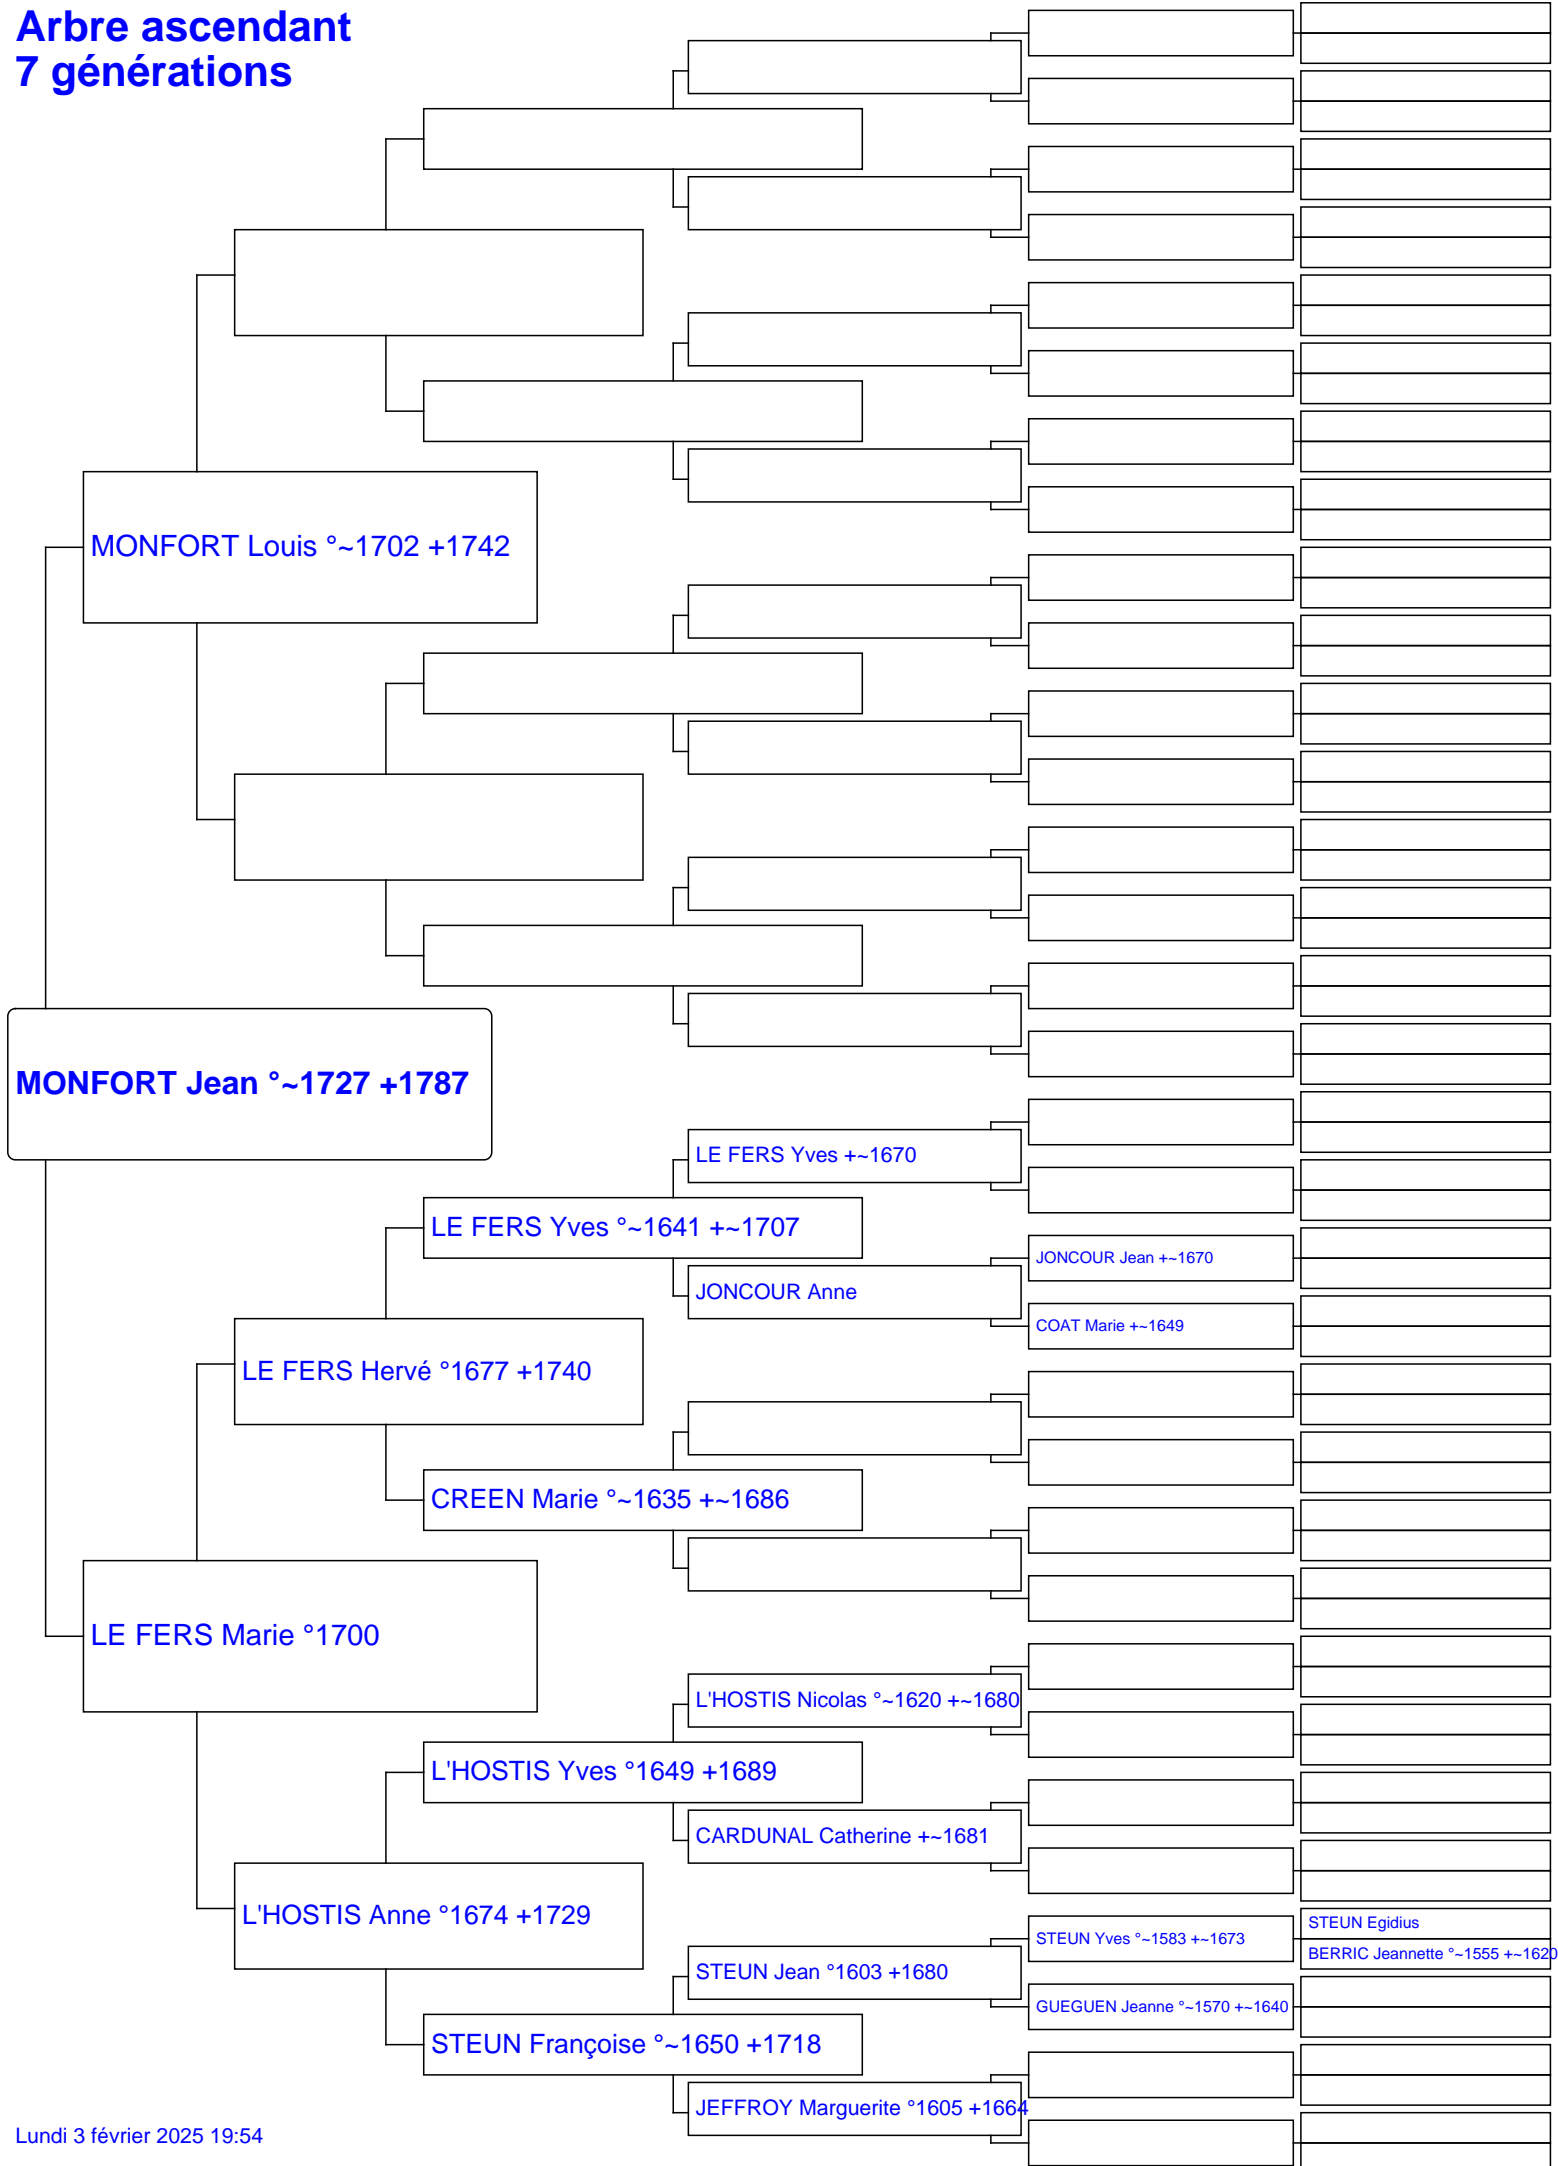 Arbre ascendant
7 générations
MONFORT Louis °~1702 +1742
MONFORT Jean °~1727 +1787
LE FERS Yves +~1670
LE FERS Yves °~1641 +~1707
JONCOUR Jean +~1670
JONCOUR Anne
COAT Marie +~1649
LE FERS Hervé °1677 +1740
CREEN Marie °~1635 +~1686
LE FERS Marie °1700
L'HOSTIS Nicolas °~1620 +~1680
L'HOSTIS Yves °1649 +1689
CARDUNAL Catherine +~1681
L'HOSTIS Anne °1674 +1729
STEUN Egidius
STEUN Yves °~1583 +~1673
BERRIC Jeannette °~1555 +~1620
STEUN Jean °1603 +1680
GUEGUEN Jeanne °~1570 +~1640
STEUN Françoise °~1650 +1718
JEFFROY Marguerite °1605 +1664
Lundi 3 février 2025 19:54